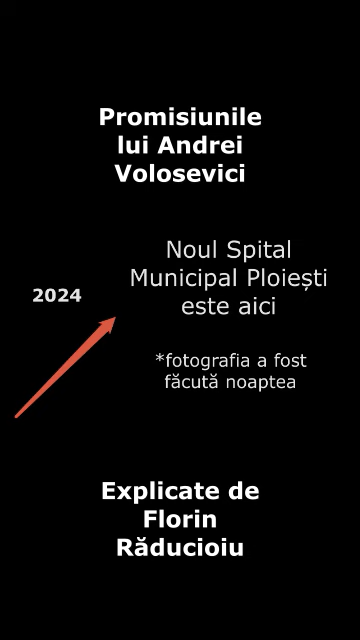 Promisiunile
lui Andrei
Volosevici
Noul Spital
Municipal Ploiești
este aici
2024
*fotografia a fost
făcută noaptea
Explicate de
Florin
Răducioiu